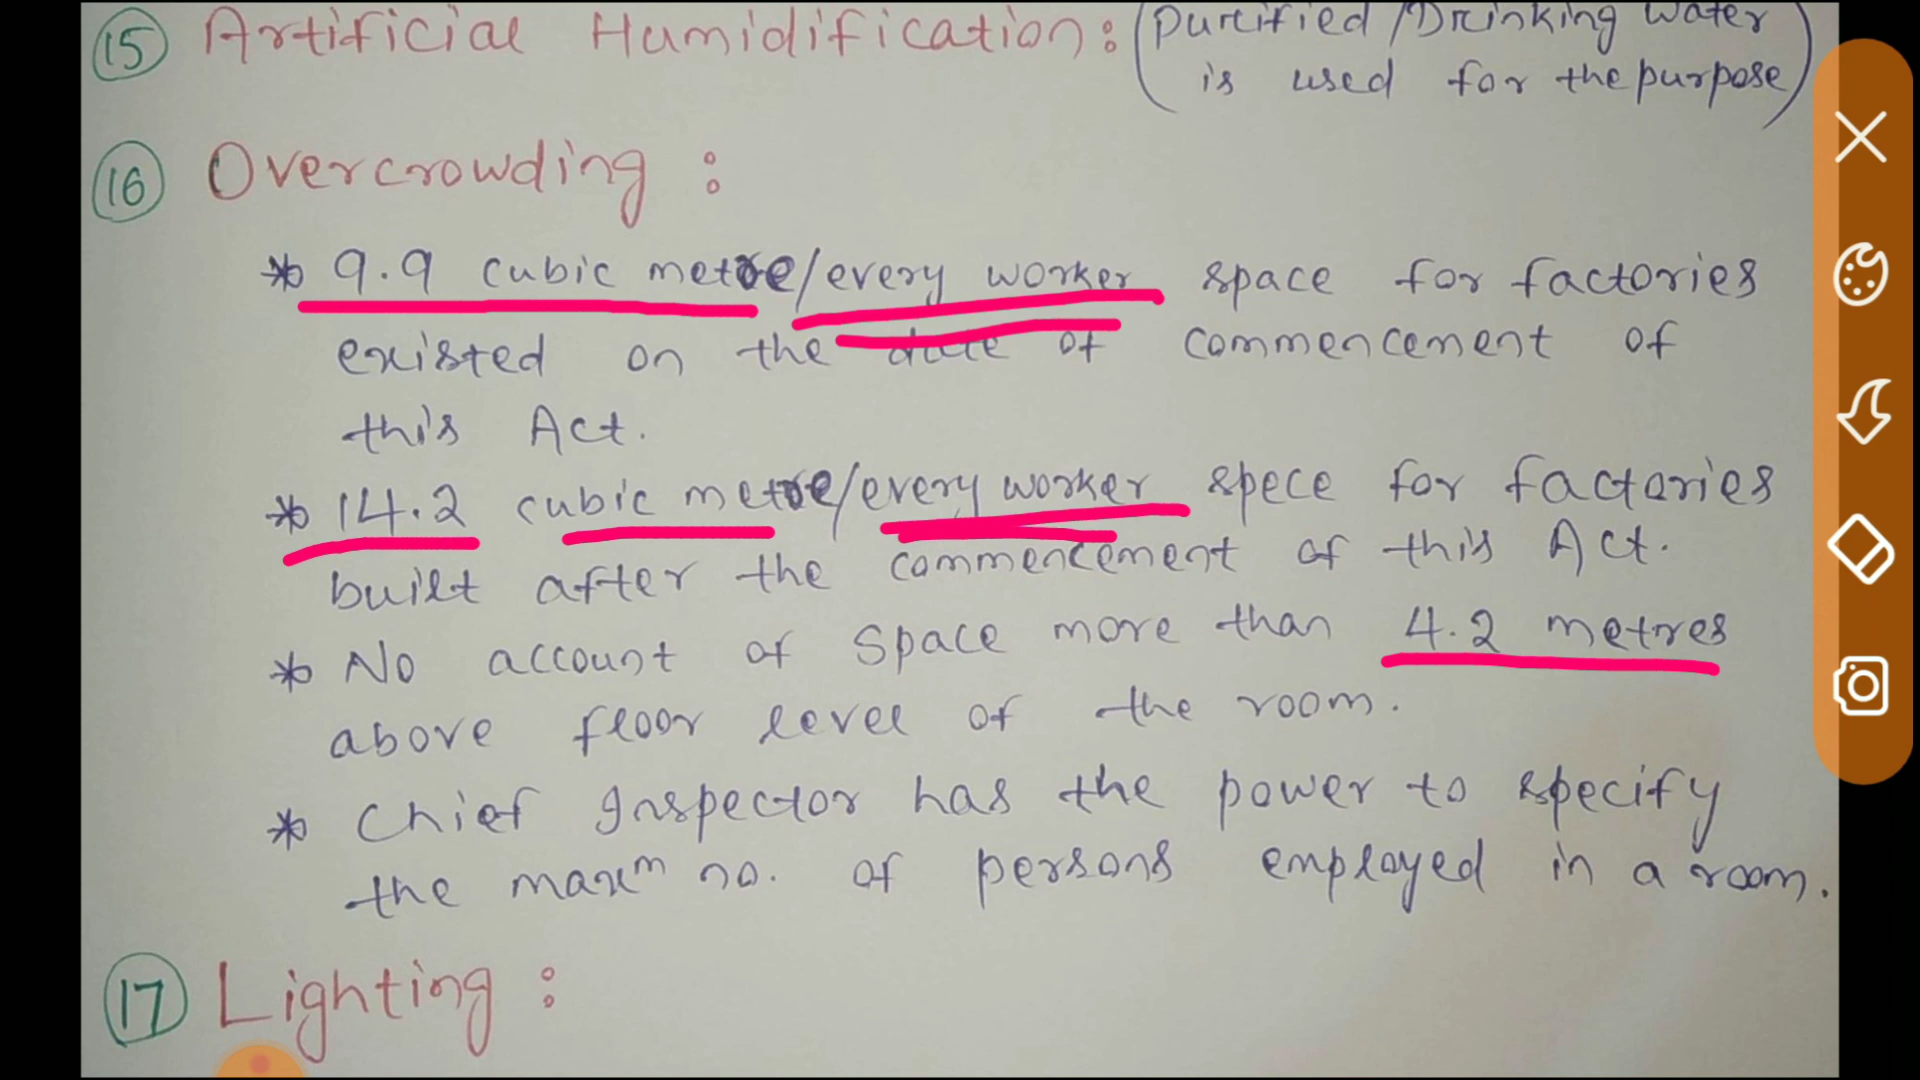 15 Artificial Humidification: (Purified/Drinking water
is used for the purpose)
16 Overcrowding :
* 9.9 cubic metre/every worker space for factories
existed on the date of commencement of
this Act.
* 14.2 cubic metre/every worker spece for factories
built after the commencement of this Act.
* No account of space more than 4.2 metres
above floor level of the room.
* Chief Inspector has the power to specify
the maxm no. of persons employed in a room.
17 Lighting :